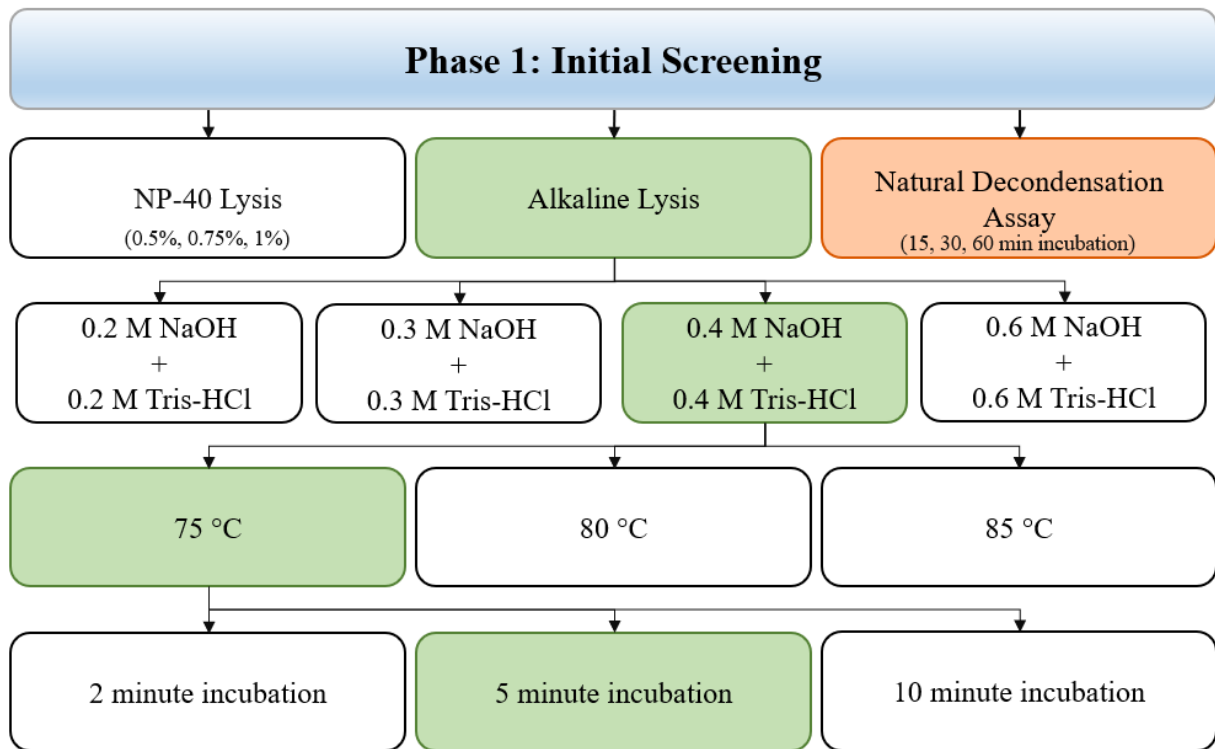 Phase 1: Initial Screening
NP-40 Lysis
(0.5%, 0.75%, 1%)
Alkaline Lysis
Natural Decondensation
Assay
(15, 30, 60 min incubation)
0.2 M NaOH
+
0.2 M Tris-HCl
0.3 M NaOH
+
0.3 M Tris-HCl
0.4 M NaOH
+
0.4 M Tris-HCl
0.6 M NaOH
+
0.6 M Tris-HCl
75 °C
80 °C
85 °C
2 minute incubation
5 minute incubation
10 minute incubation